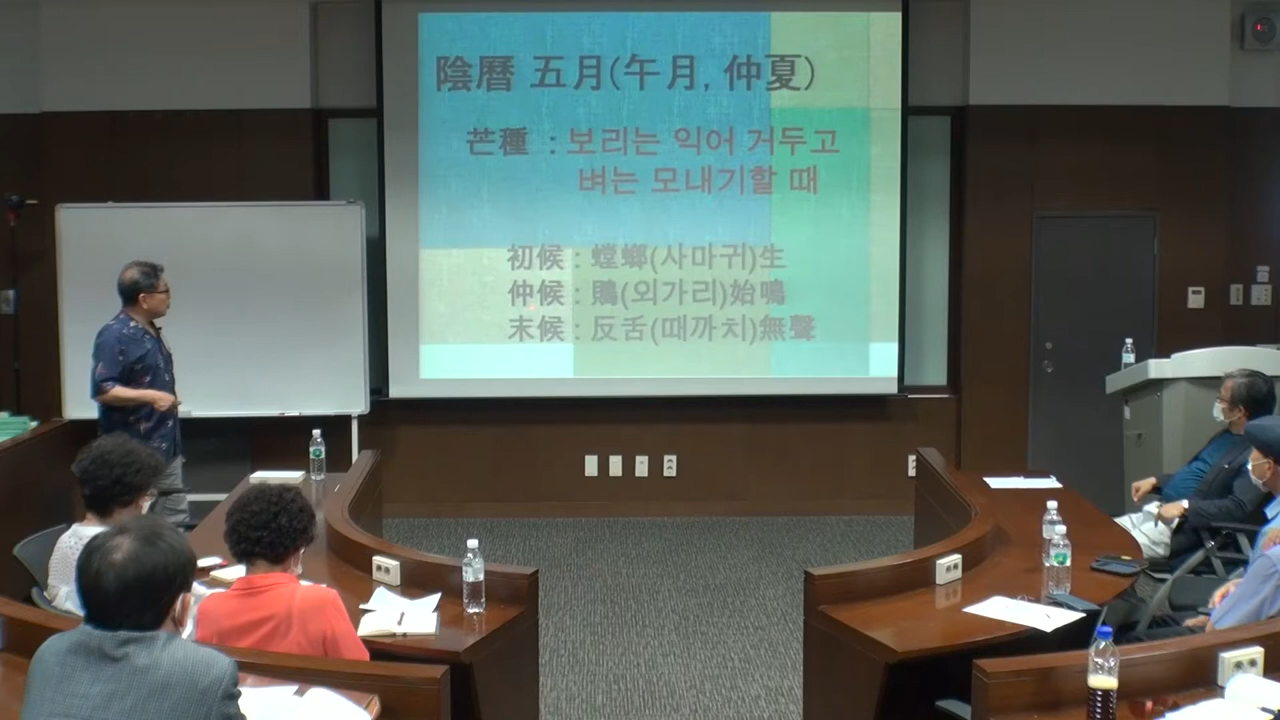 陰曆 五月(午月, 仲夏)
芒種 : 보리는 익어 거두고
벼는 모내기할 때
初候 : 螳螂(사마귀)生
仲候 : 鵙(외가리)始鳴
末候 : 反舌(때까치)無聲